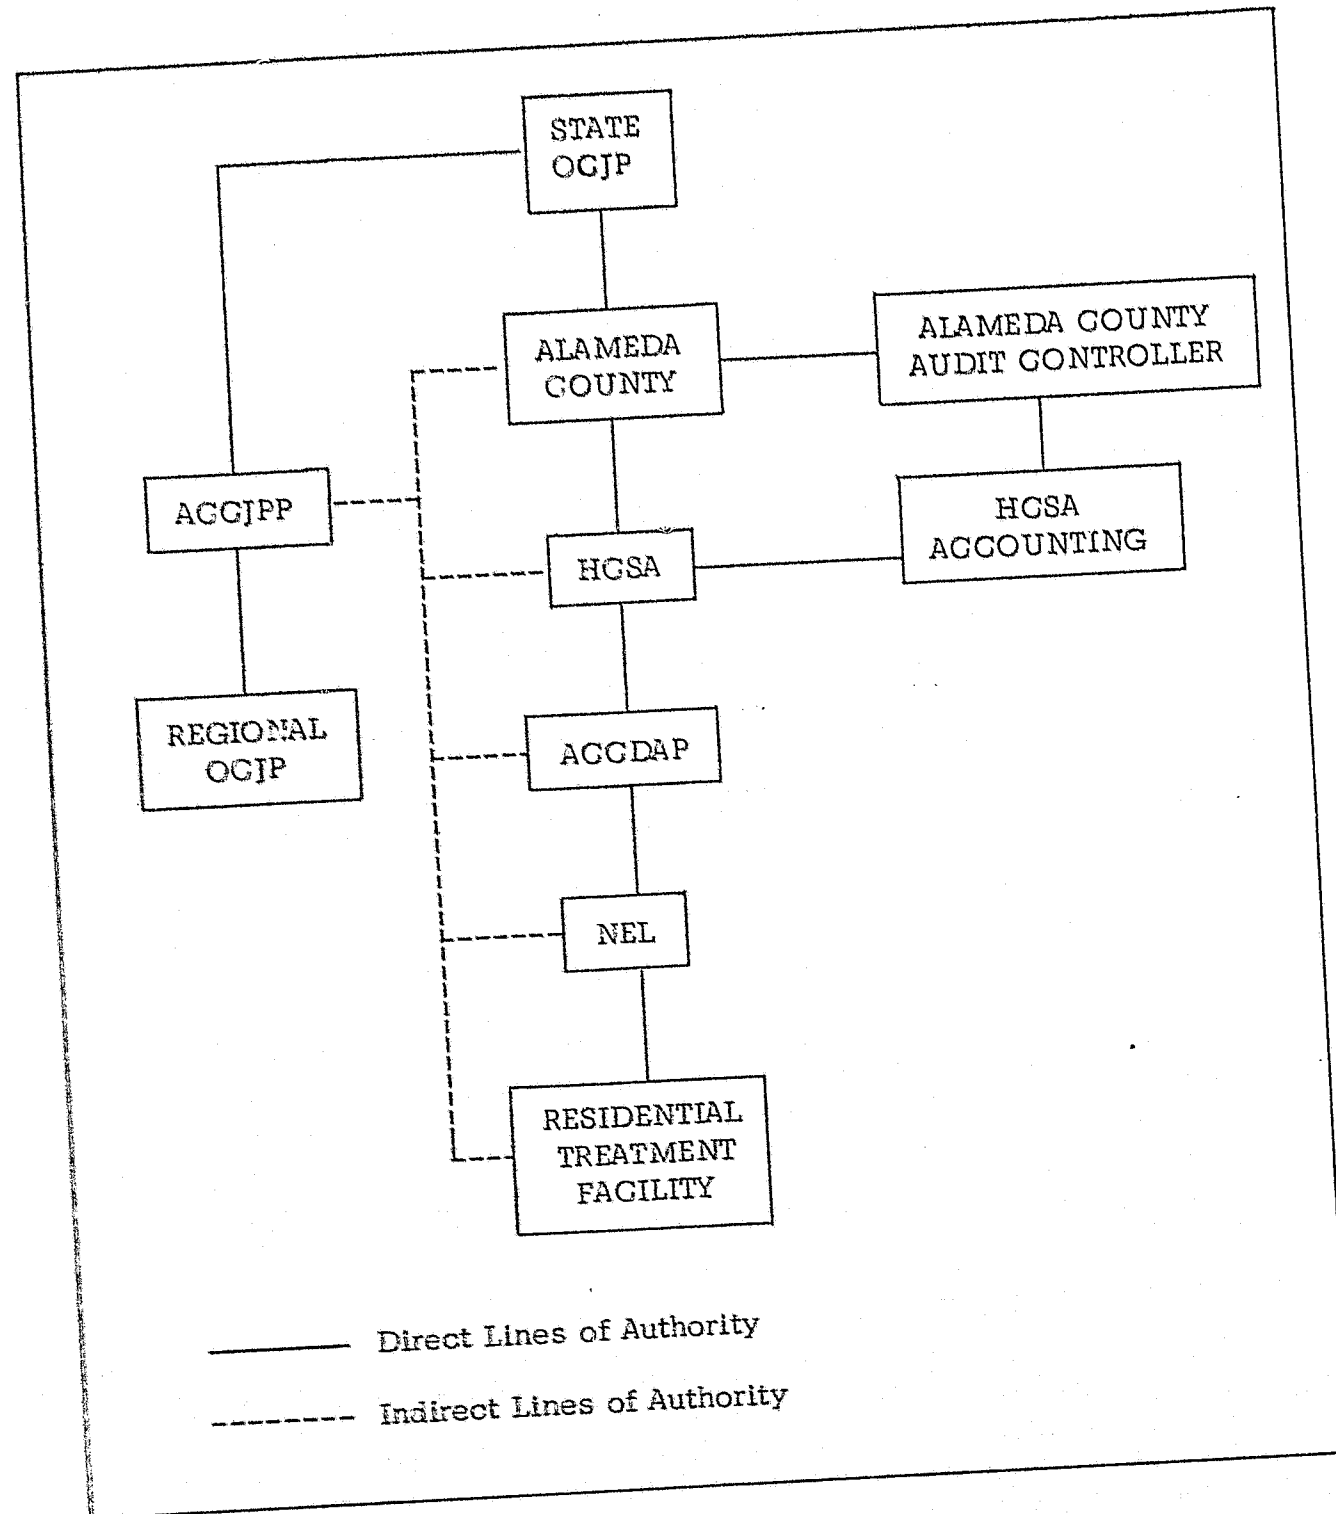 STATE
OCJP
ALAMEDA
COUNTY
ALAMEDA COUNTY
AUDIT CONTROLLER
ACCJPP
HCSA
HCSA
ACCOUNTING
REGIONAL
OCJP
ACCDAP
NEL
RESIDENTIAL
TREATMENT
FACILITY
Direct Lines of Authority
Indirect Lines of Authority